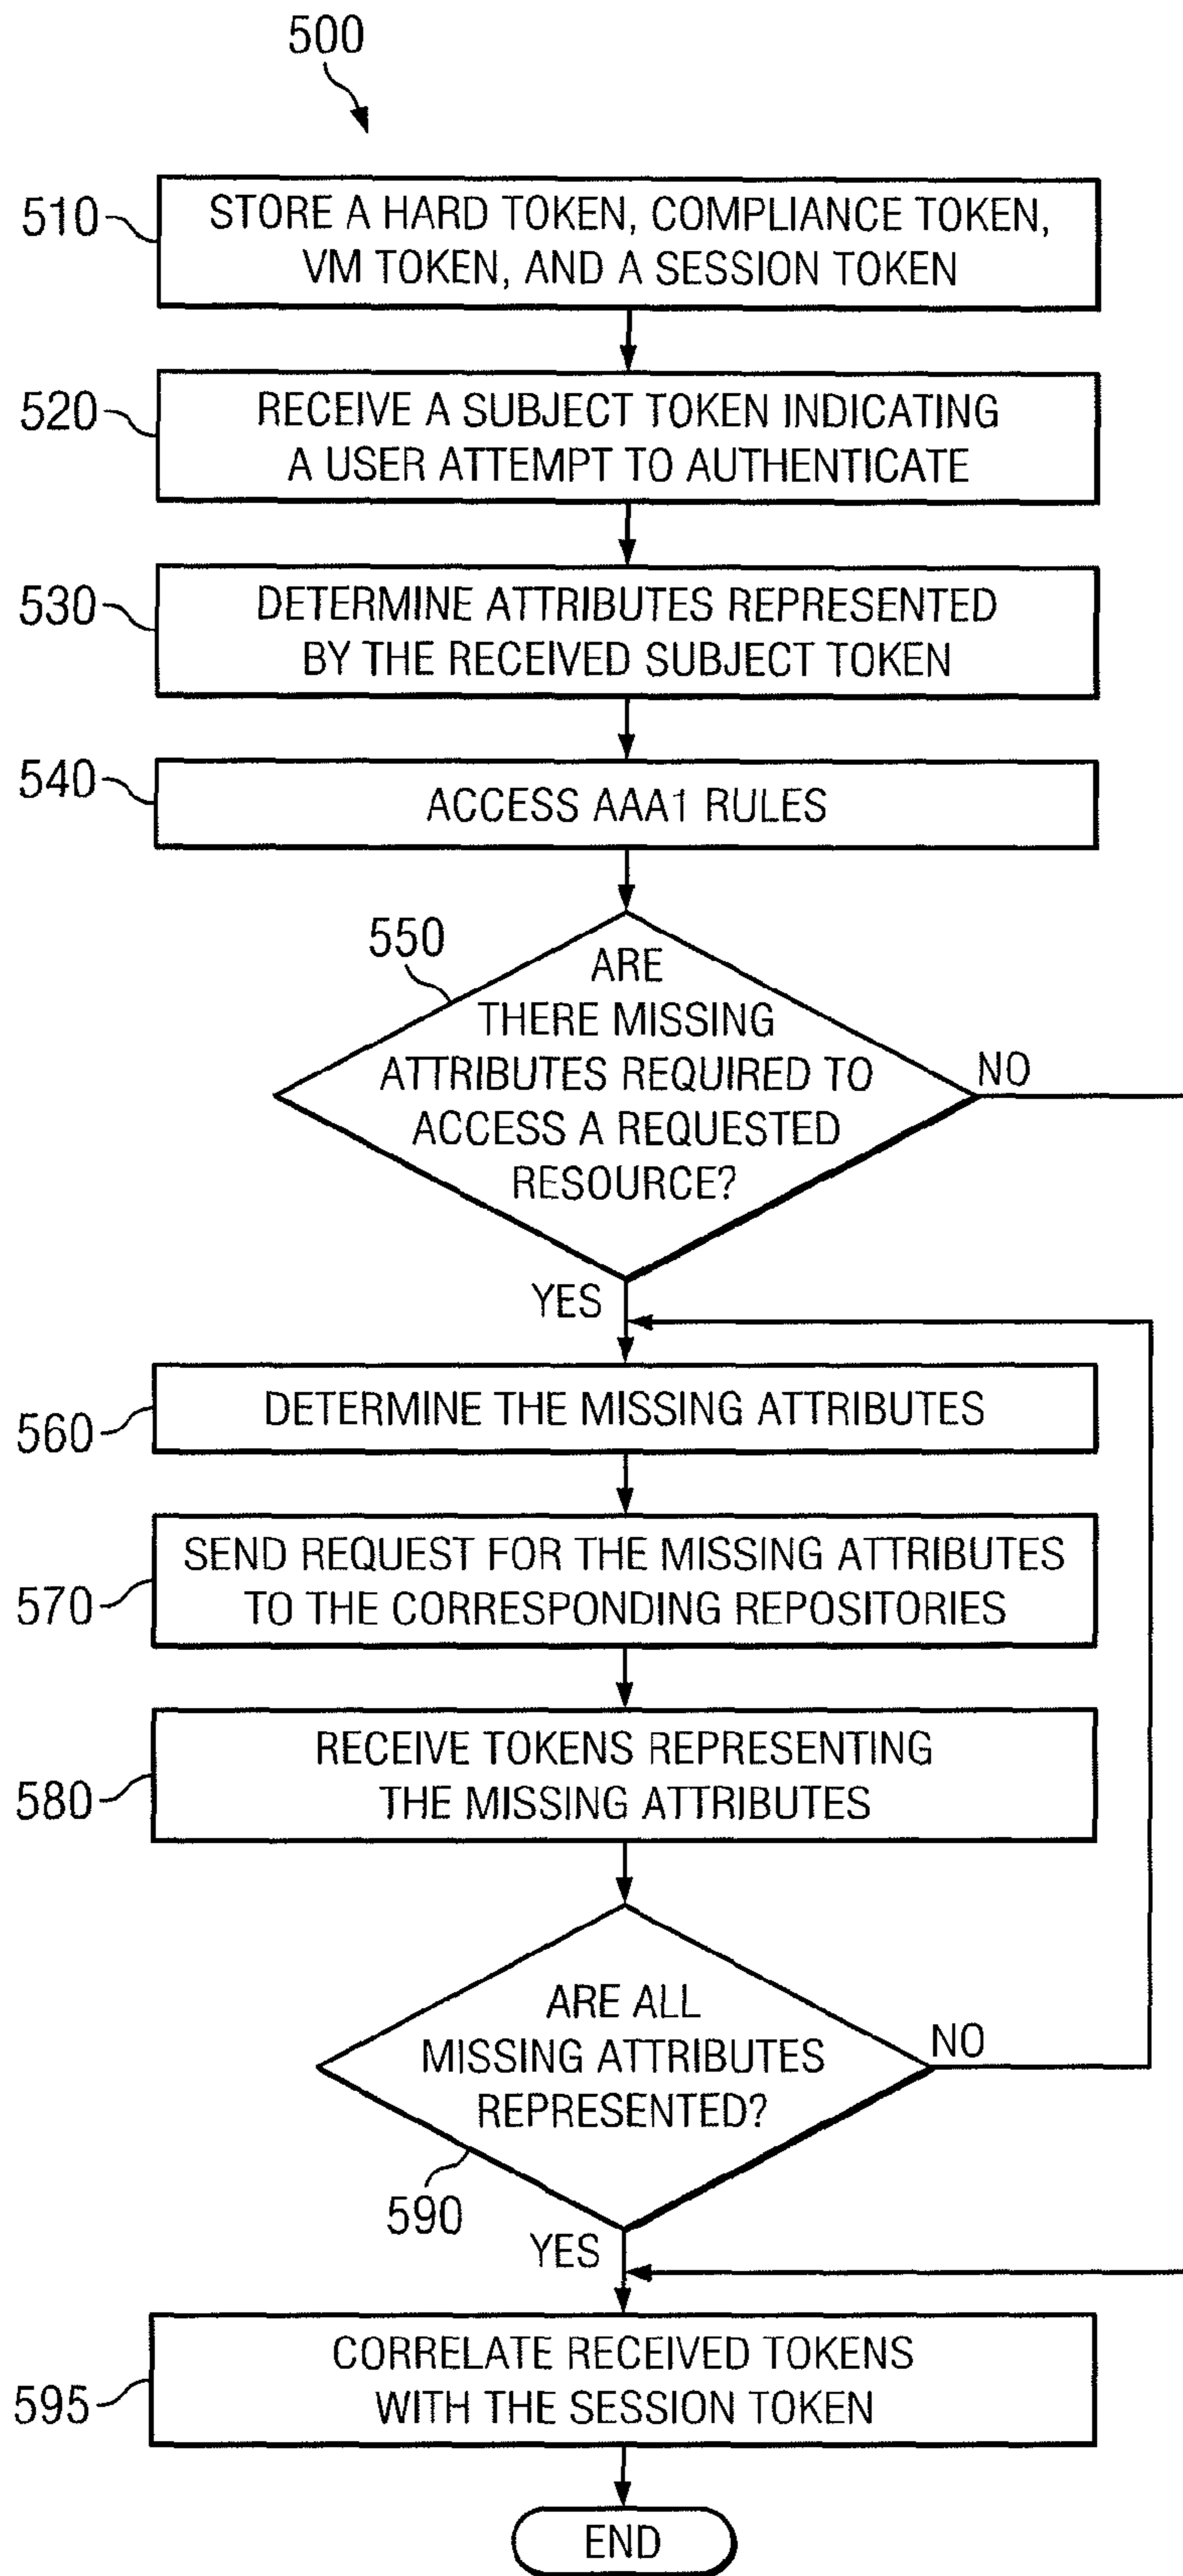 500
510
STORE A HARD TOKEN, COMPLIANCE TOKEN,
VM TOKEN, AND A SESSION TOKEN
520
RECEIVE A SUBJECT TOKEN INDICATING
A USER ATTEMPT TO AUTHENTICATE
530
DETERMINE ATTRIBUTES REPRESENTED
BY THE RECEIVED SUBJECT TOKEN
540
ACCESS AAA1 RULES
550
ARE
THERE MISSING
ATTRIBUTES REQUIRED TO
ACCESS A REQUESTED
RESOURCE?
NO
YES
560
DETERMINE THE MISSING ATTRIBUTES
570
SEND REQUEST FOR THE MISSING ATTRIBUTES
TO THE CORRESPONDING REPOSITORIES
580
RECEIVE TOKENS REPRESENTING
THE MISSING ATTRIBUTES
ARE ALL
MISSING ATTRIBUTES
REPRESENTED?
NO
590
YES
595
CORRELATE RECEIVED TOKENS
WITH THE SESSION TOKEN
END